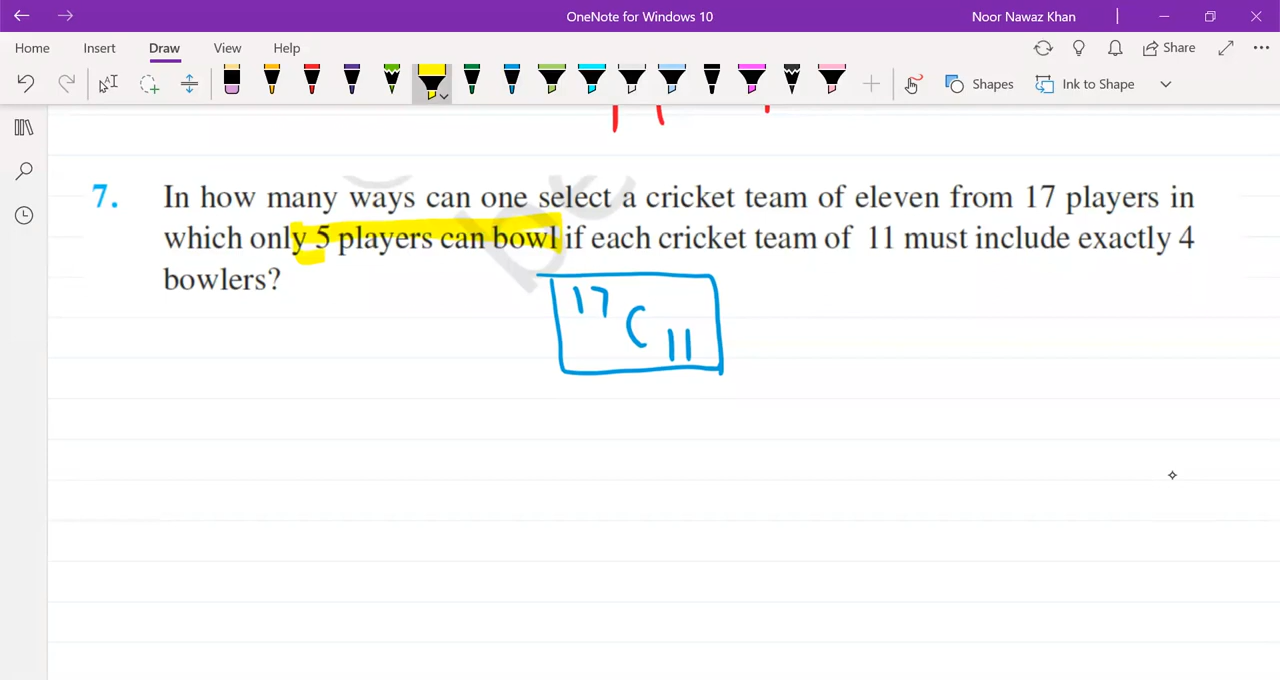 OneNote for Windows 10
Noor Nawaz Khan
Home Insert Draw View Help
Share
Shapes Ink to Shape
7. In how many ways can one select a cricket team of eleven from 17 players in
which only 5 players can bowl if each cricket team of 11 must include exactly 4
bowlers?
17 C 11